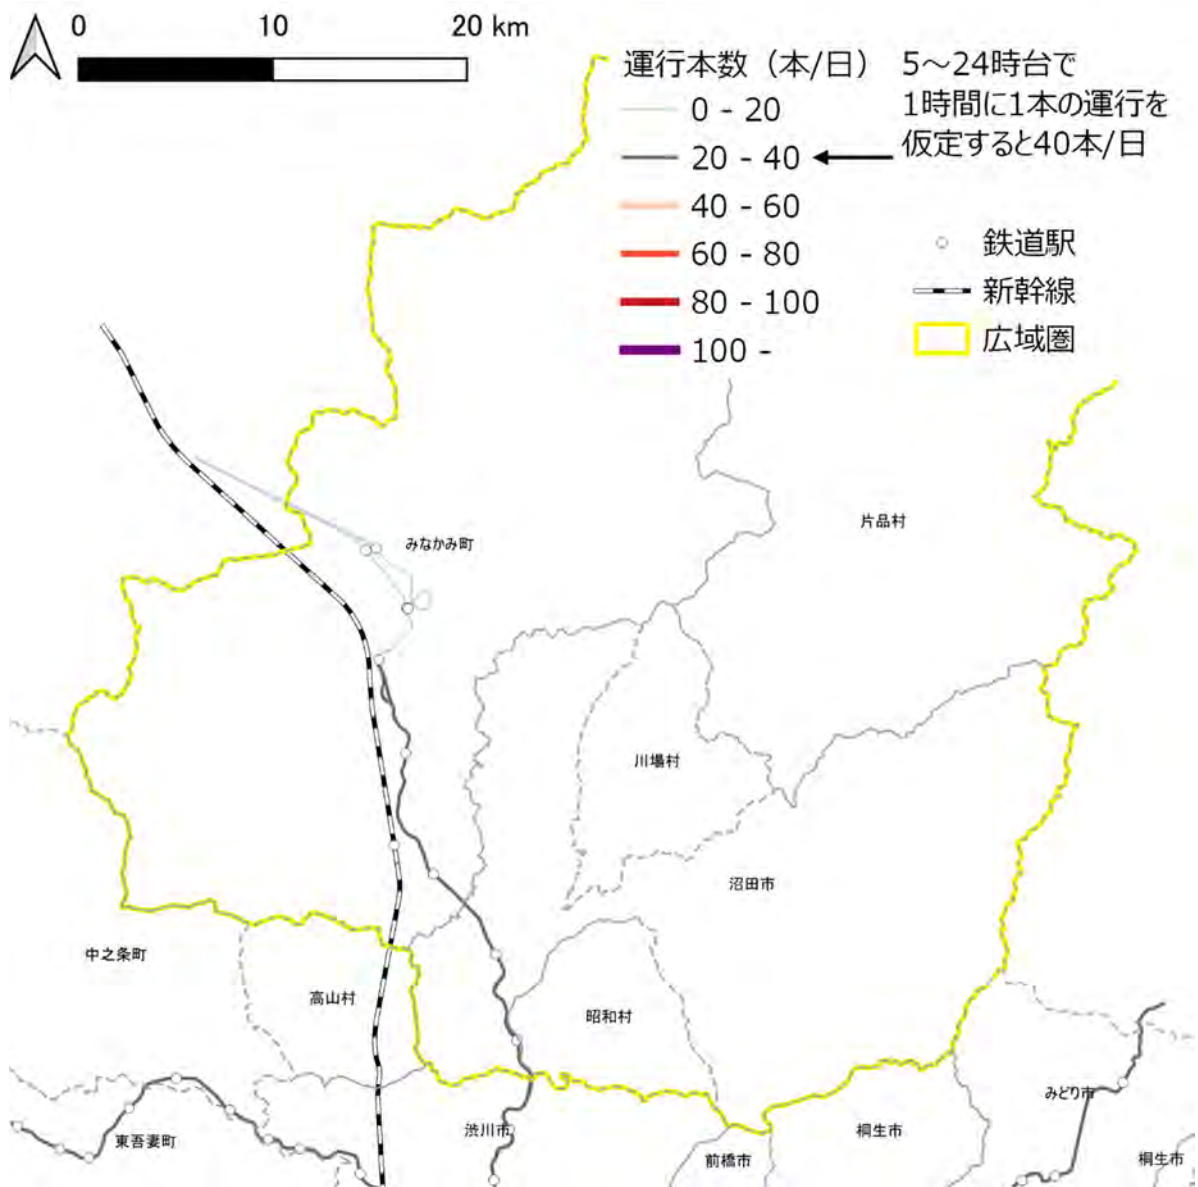 0 10 20 km
運行本数（本/日）
0 - 20
20 - 40
40 - 60
60 - 80
80 - 100
100 -
5～24時台で
1時間に1本の運行を
仮定すると40本/日
鉄道駅
新幹線
広域圏
片品村
みなかみ町
川場村
沼田市
中之条町
高山村
昭和村
みどり市
東吾妻町
渋川市
前橋市
桐生市
桐生市